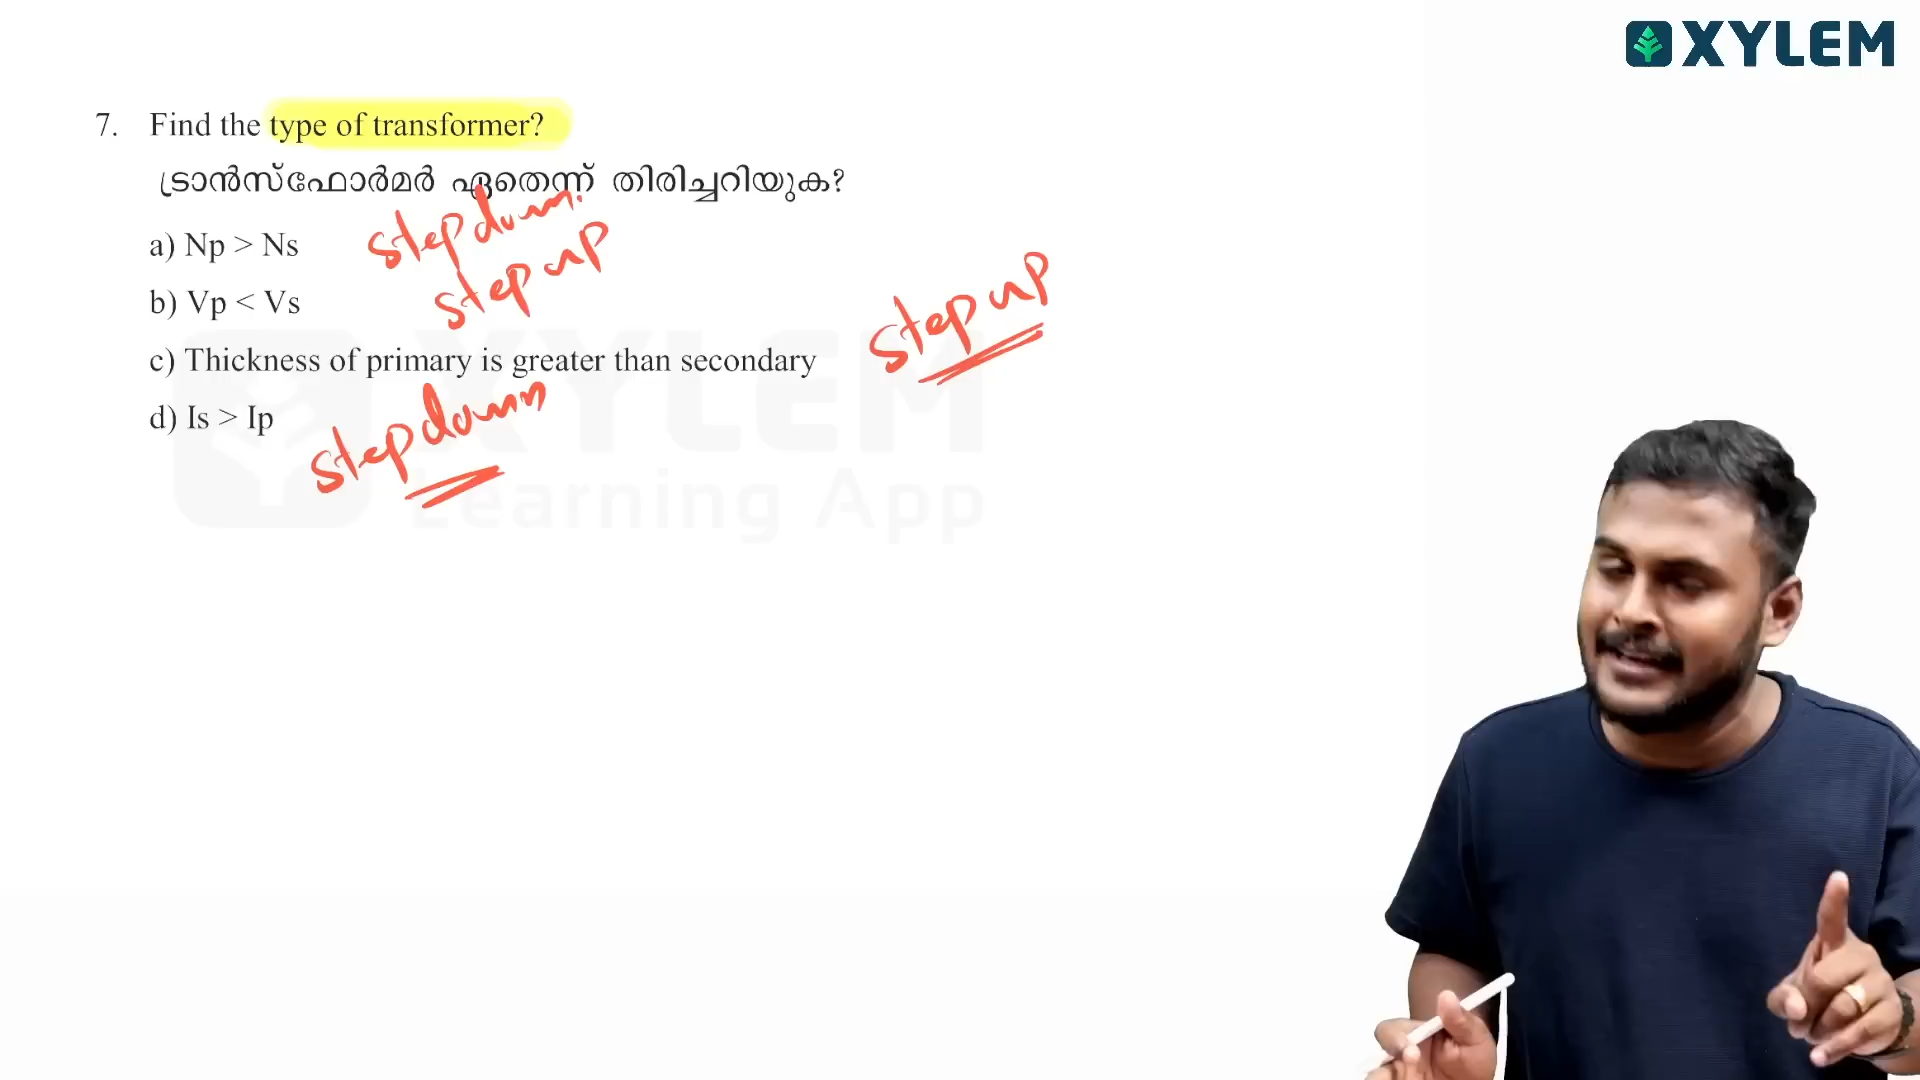 XYLEM
7. Find the type of transformer?
ട്രാൻസ്ഫോർമർ ഏതെന്ന് തിരിച്ചറിയുക?
a) Np > Ns step down.
b) Vp < Vs step up
c) Thickness of primary is greater than secondary step up
d) Is > Ip step down
XYLEM
Learning App